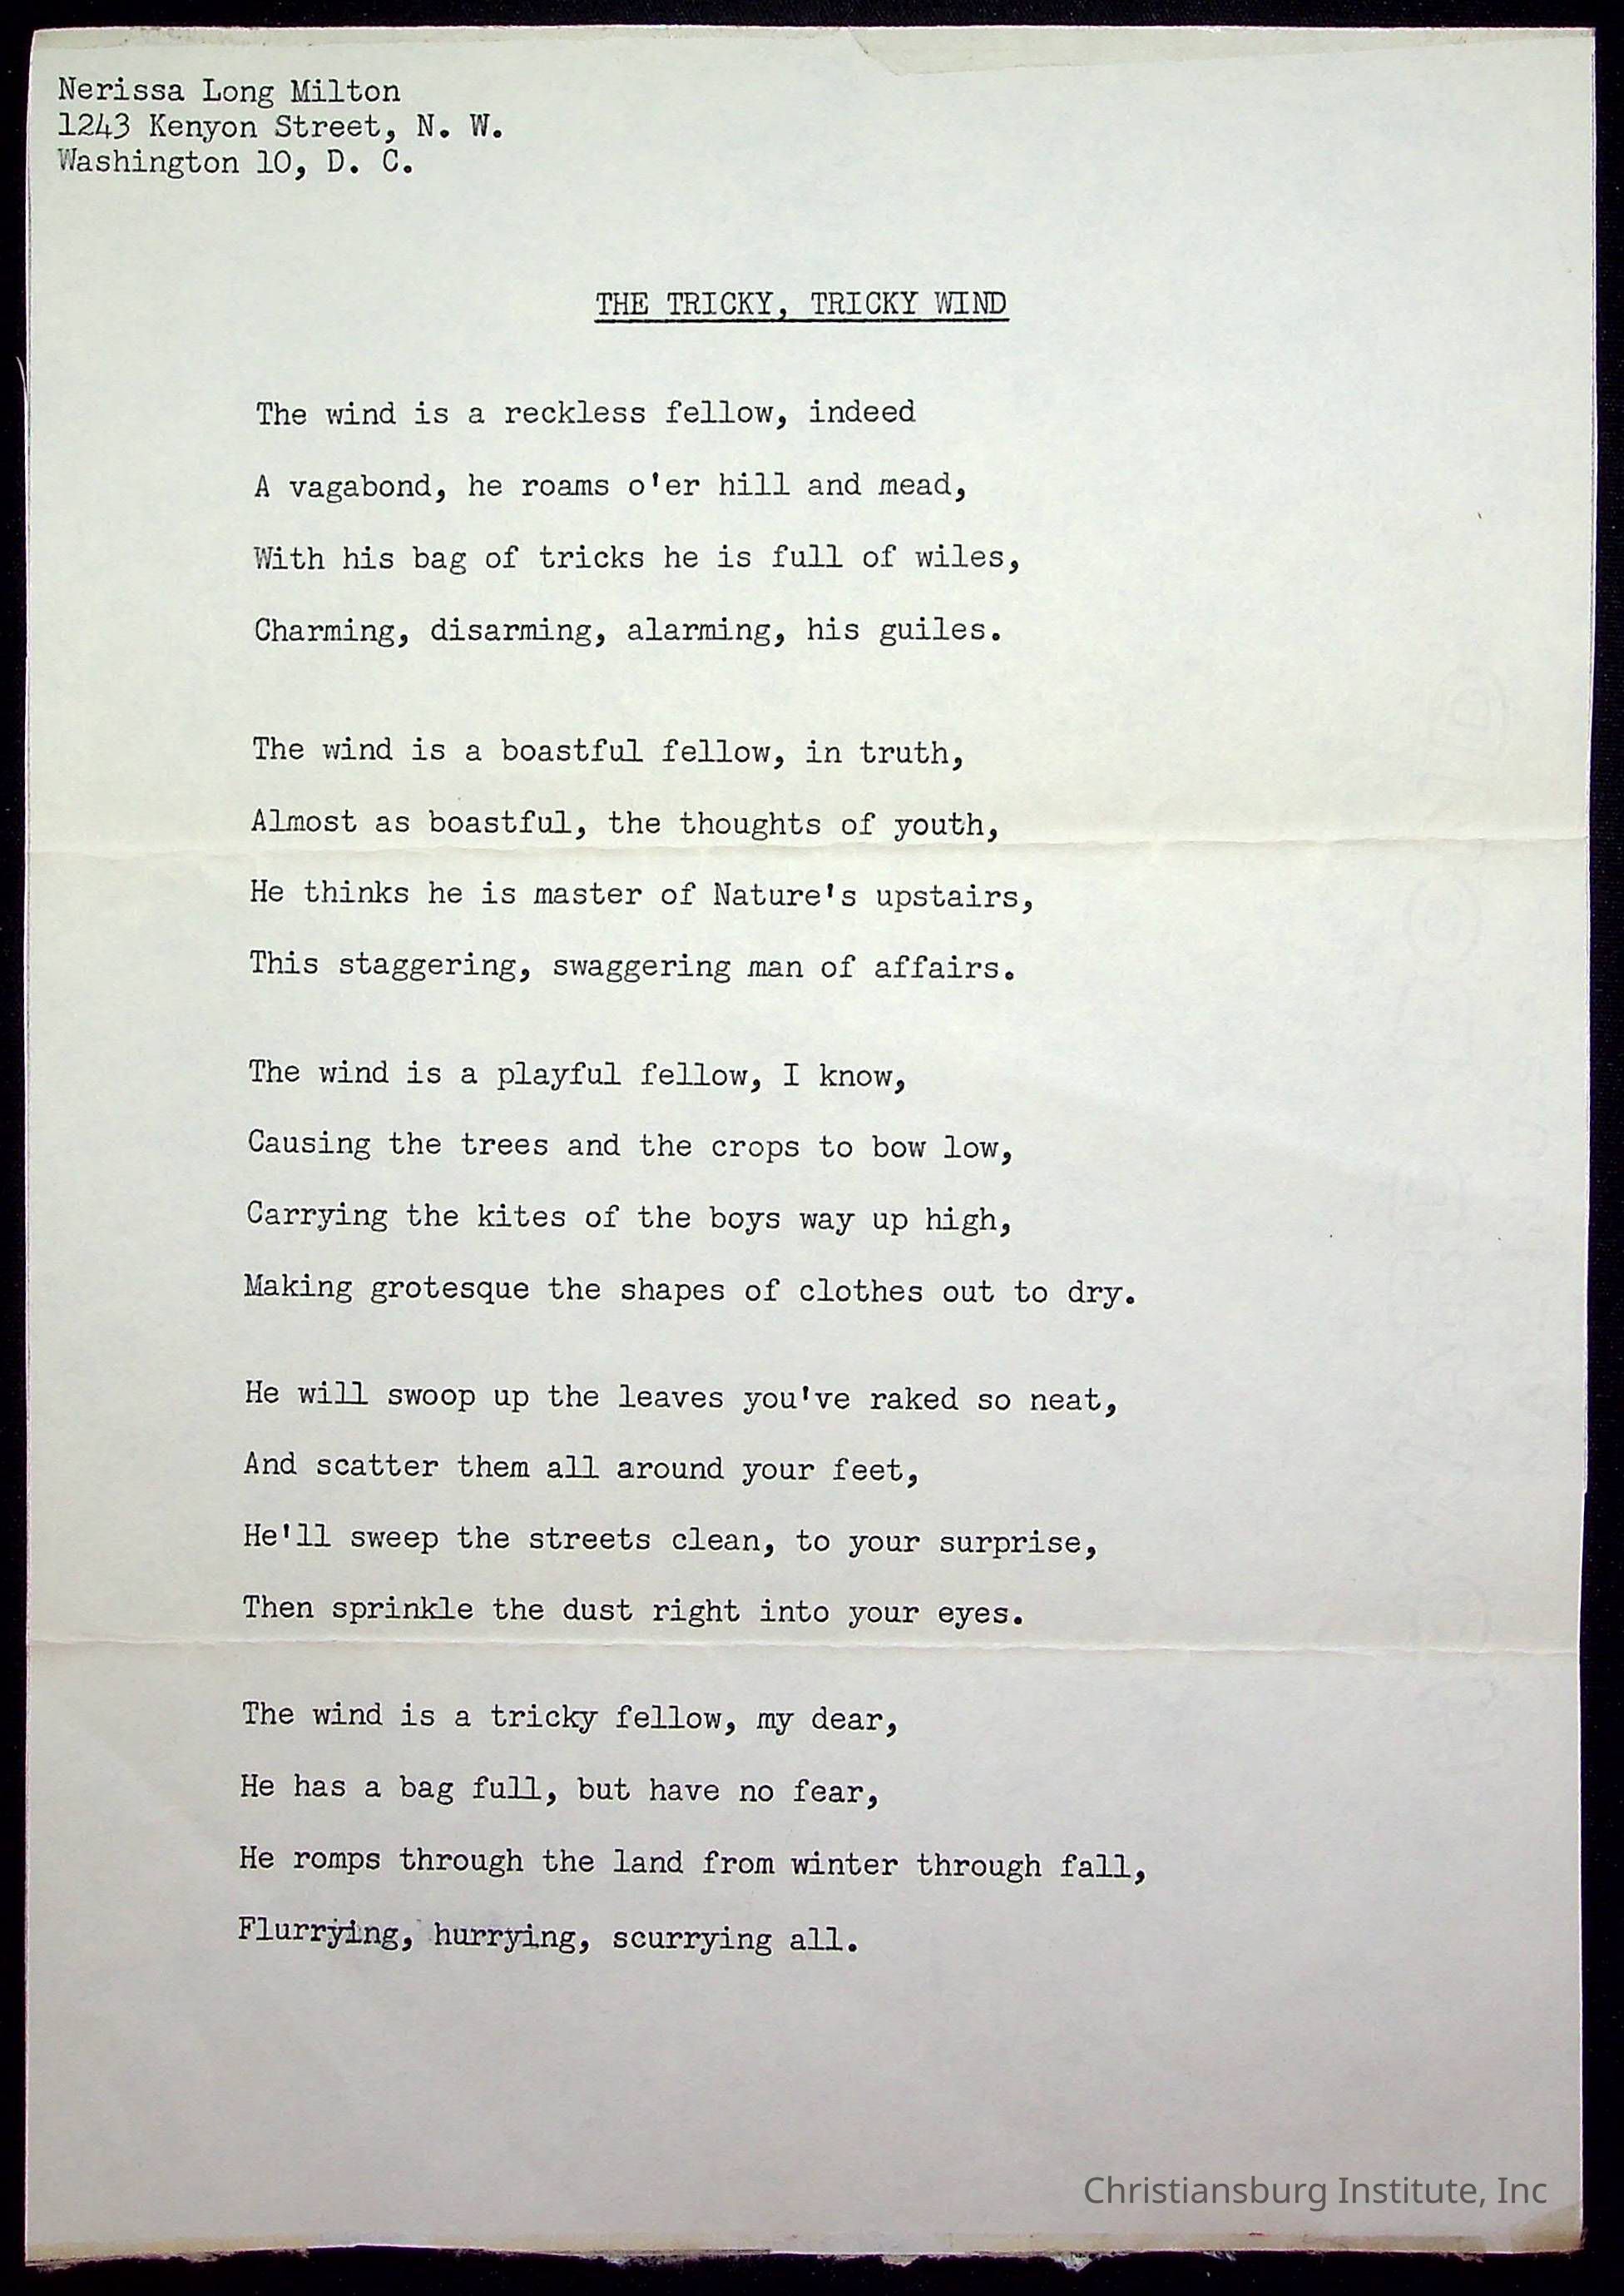 Nerissa Long Milton
1243 Kenyon Street, N. W.
Washington 10, D. C.
THE TRICKY, TRICKY WIND
The wind is a reckless fellow, indeed
A vagabond, he roams o'er hill and mead,
With his bag of tricks he is full of wiles,
Charming, disarming, alarming, his guiles.
The wind is a boastful fellow, in truth,
Almost as boastful, the thoughts of youth,
He thinks he is master of Nature's upstairs,
This staggering, swaggering man of affairs.
The wind is a playful fellow, I know,
Causing the trees and the crops to bow low,
Carrying the kites of the boys way up high,
Making grotesque the shapes of clothes out to dry.
He will swoop up the leaves you've raked so neat,
And scatter them all around your feet,
He'll sweep the streets clean, to your surprise,
Then sprinkle the dust right into your eyes.
The wind is a tricky fellow, my dear,
He has a bag full, but have no fear,
He romps through the land from winter through fall,
Flurrying, hurrying, scurrying all.
Christiansburg Institute, Inc